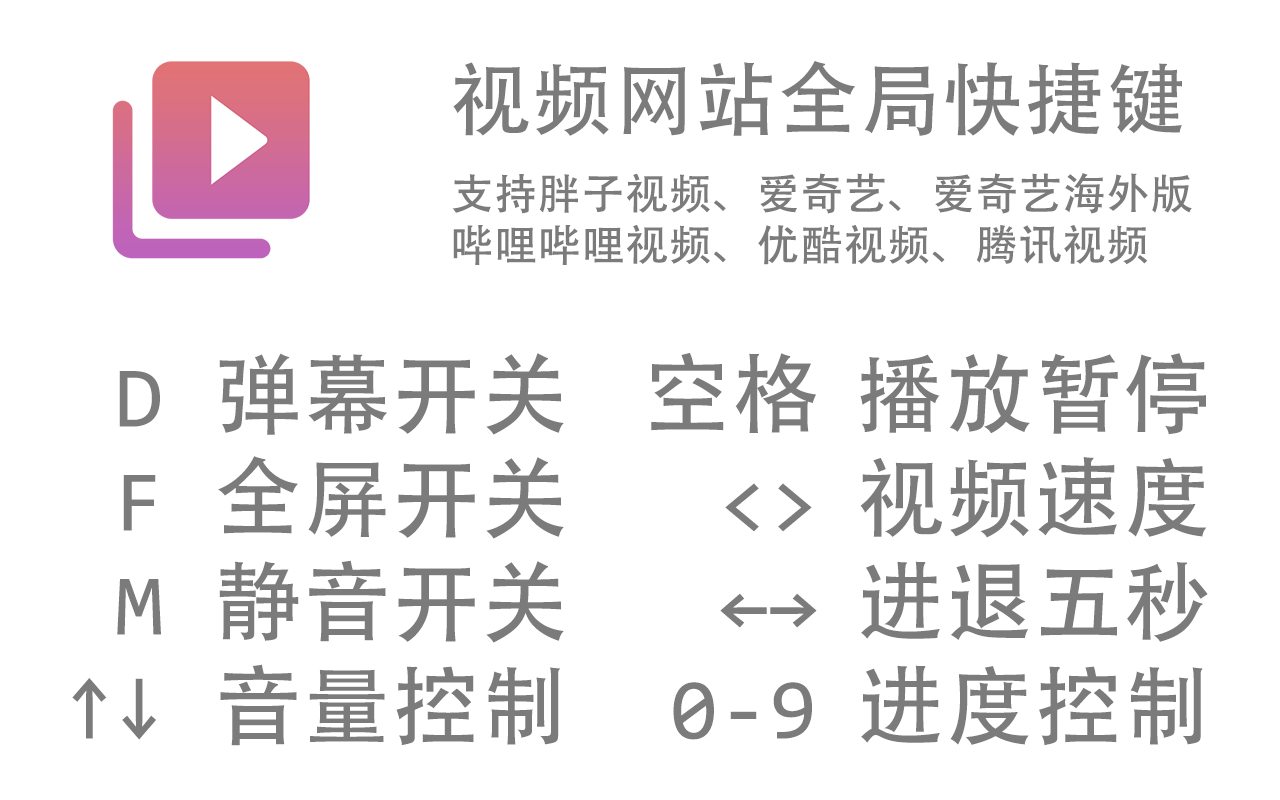 视频网站全局快捷键
支持胖子视频、爱奇艺、爱奇艺海外版
哔哩哔哩视频、优酷视频、腾讯视频
D 弹幕开关 空格 播放暂停
F 全屏开关 <> 视频速度
M 静音开关 ←→ 进退五秒
↑↓ 音量控制 0-9 进度控制